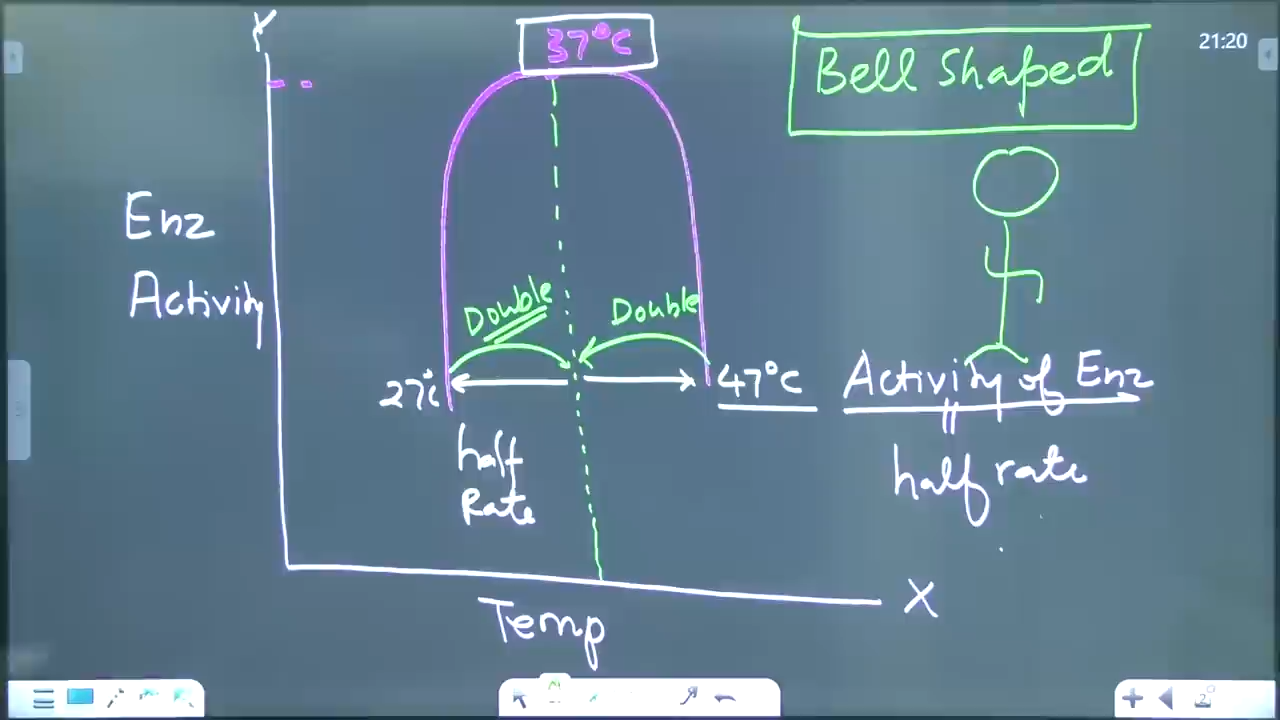 Y
37°C
Bell Shaped
21:20
Enz
Activity
Double
Double
27°C
47°C
Activity of Enz
half
Rate
half rate
X
Temp